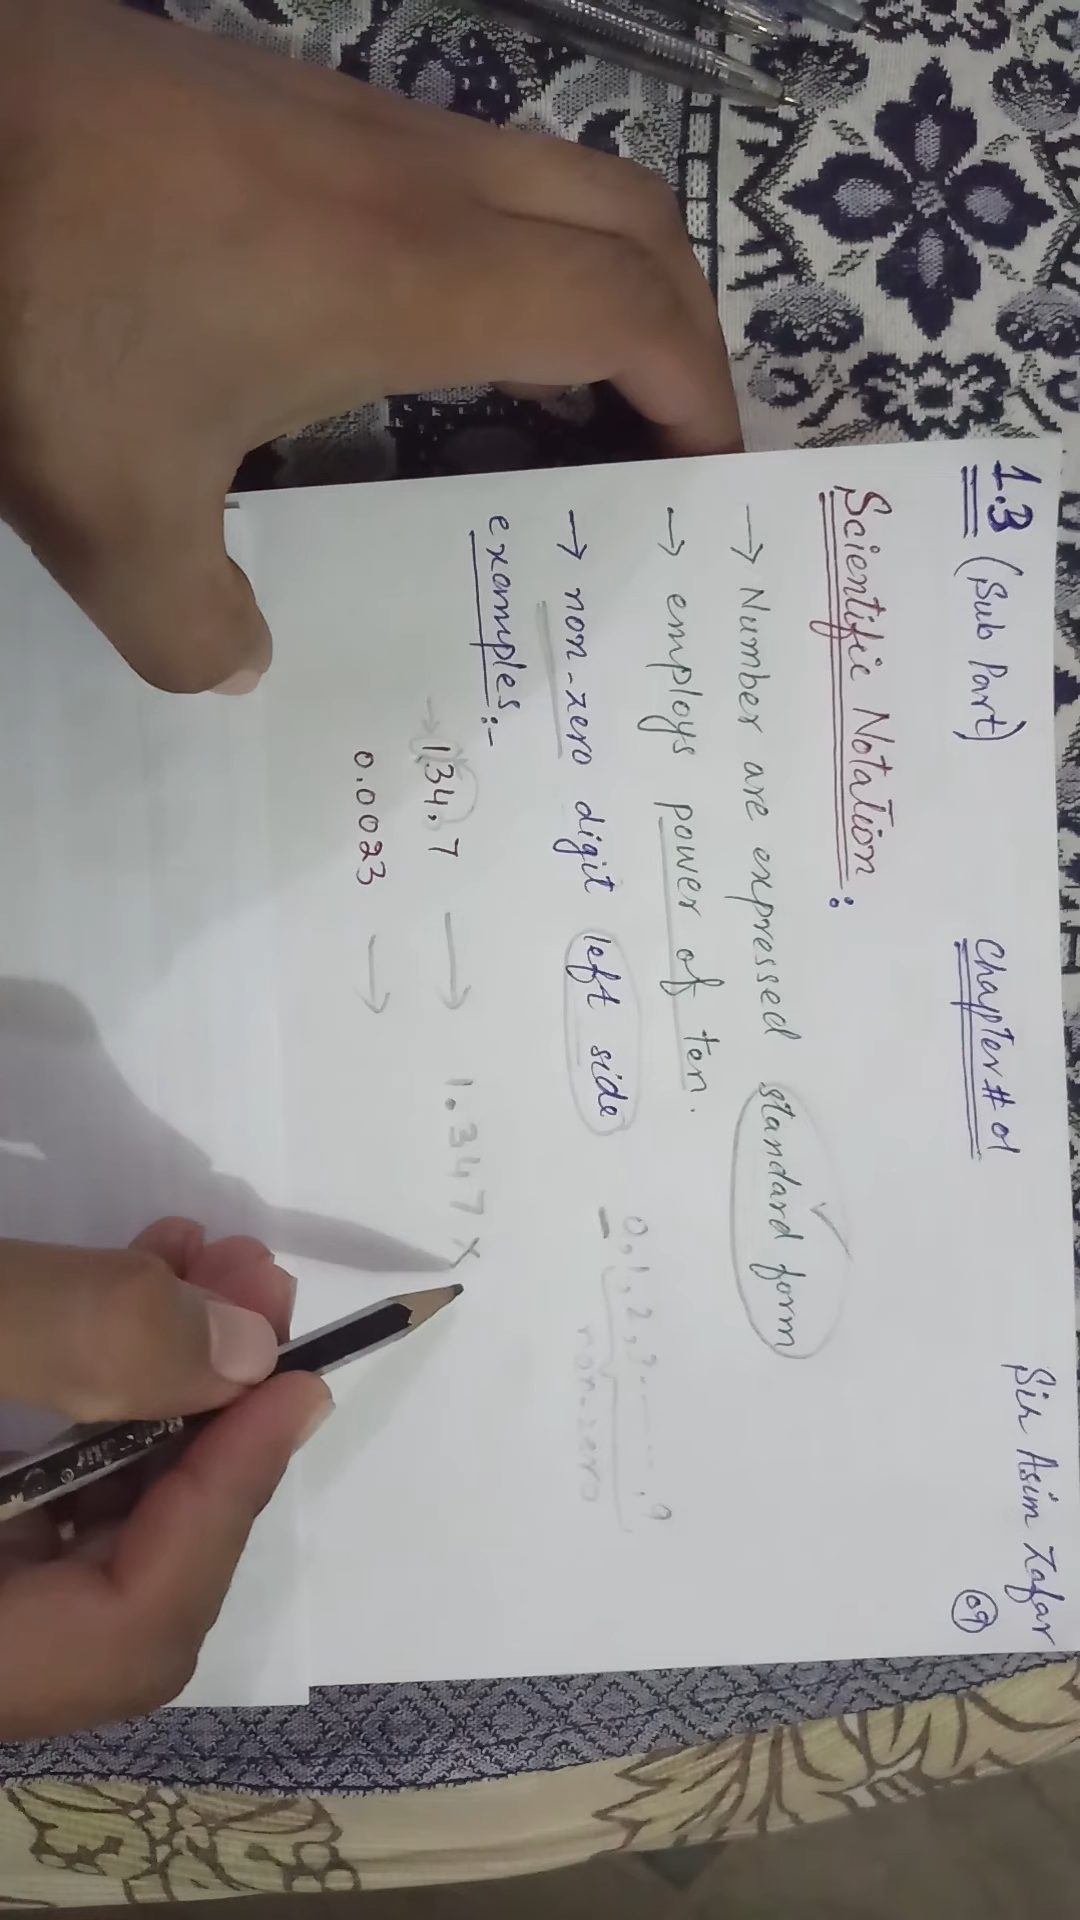 1.3 (Sub Part) Chapter # 01 Sir Asim Zafar
09
Scientific Notation:
→ Number are expressed standard form
→ employs power of ten.
→ non-zero digit left side 0,1,2,3-----,9
non-zero
examples:-
134.7 → 1.347 ×
0.0023 →